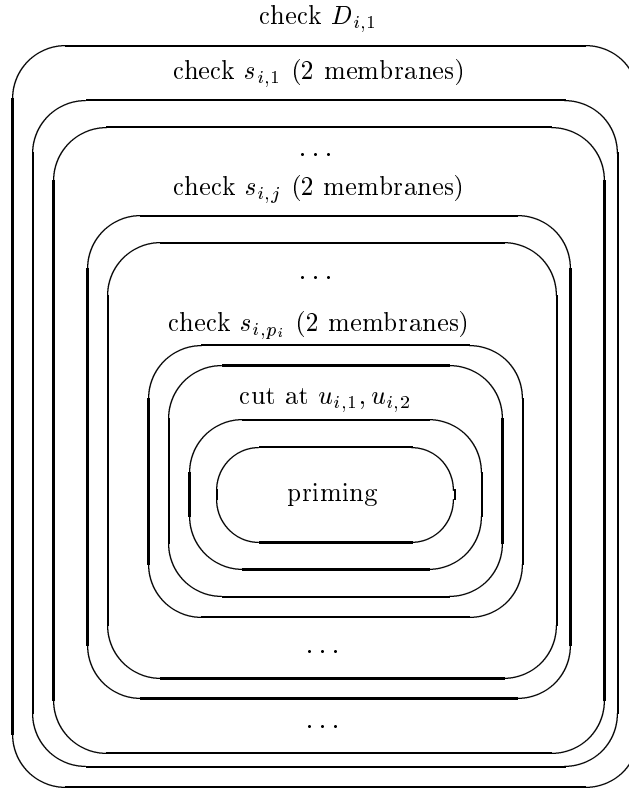 check D_{i,1}
check s_{i,1} (2 membranes)
...
check s_{i,j} (2 membranes)
...
check s_{i,p_i} (2 membranes)
cut at u_{i,1}, u_{i,2}
priming
...
...